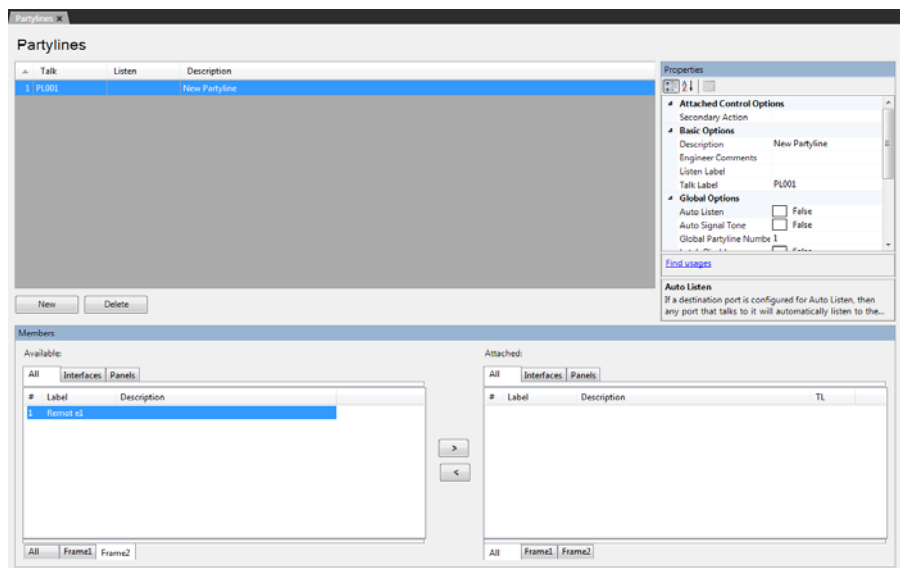 Partylines
Partylines
Talk Listen Description
1 PL001 New Partyline
Properties
Attached Control Options
Secondary Action
Basic Options
Description New Partyline
Engineer Comments
Listen Label
Talk Label PL001
Global Options
Auto Listen False
Auto Signal Tone False
Global Partyline Numbe 1
Find usages
Auto Listen
If a destination port is configured for Auto Listen, then
any port that talks to it will automatically listen to the...
New Delete
Members
Available:
All Interfaces Panels
# Label Description
1 Remot e1
All Frame1 Frame2
>
<
Attached:
All Interfaces Panels
# Label Description TL
All Frame1 Frame2